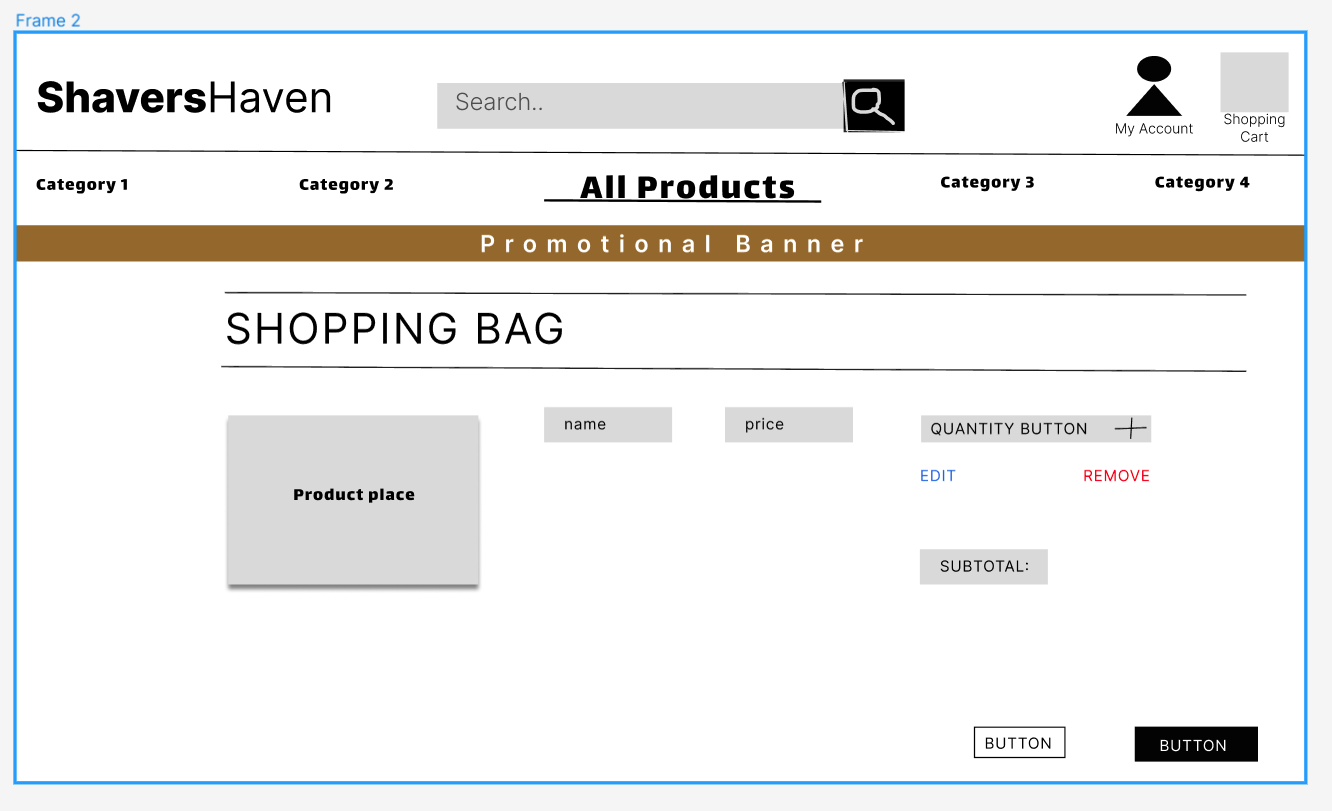 Frame 2
ShaversHaven
Search..
My Account
Shopping
Cart
Category 1
Category 2
All Products
Category 3
Category 4
Promotional Banner
SHOPPING BAG
Product place
name
price
QUANTITY BUTTON
EDIT
REMOVE
SUBTOTAL:
BUTTON
BUTTON